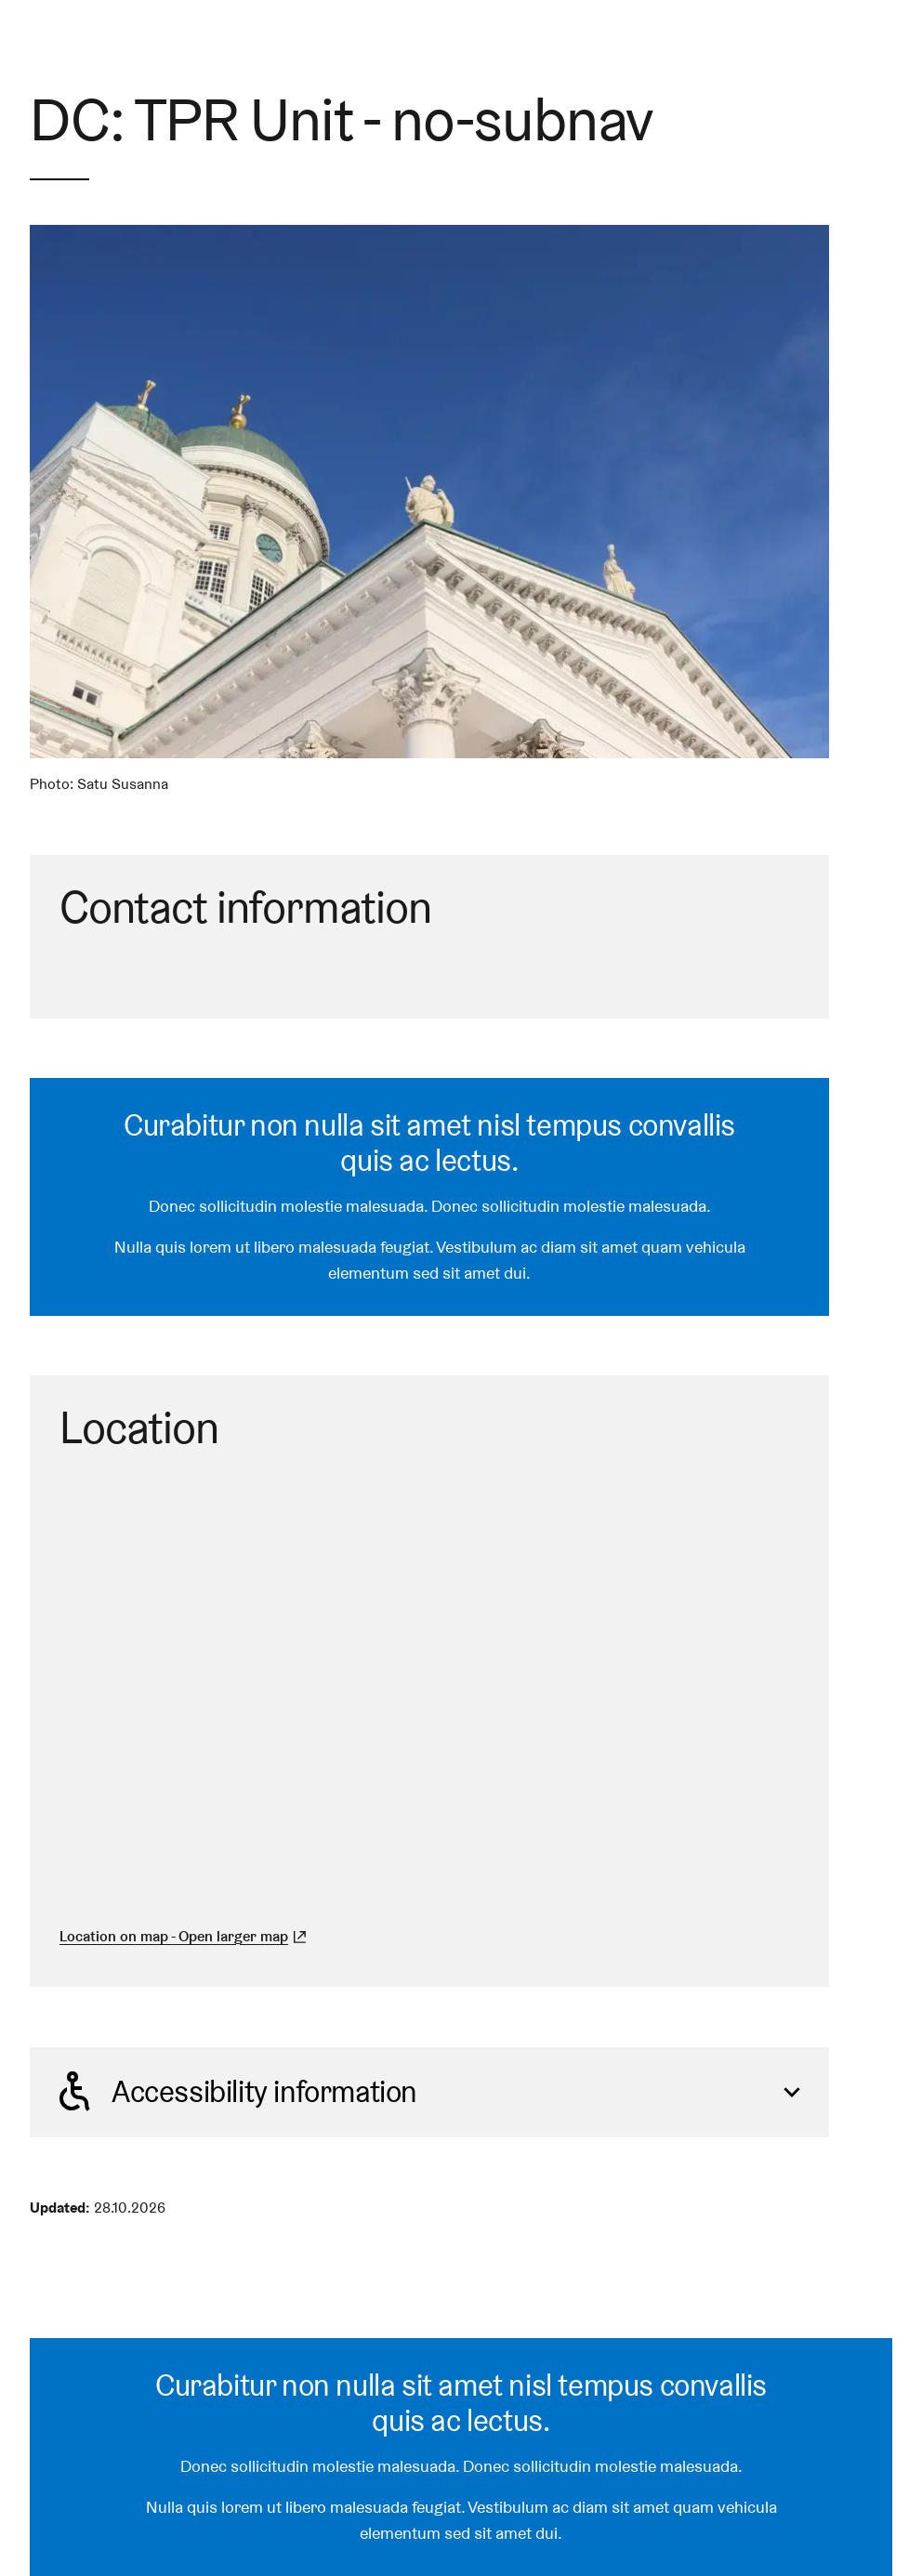 DC: TPR Unit - no-subnav
Photo: Satu Susanna
Contact information
Curabitur non nulla sit amet nisl tempus convallis
quis ac lectus.
Donec sollicitudin molestie malesuada. Donec sollicitudin molestie malesuada.
Nulla quis lorem ut libero malesuada feugiat. Vestibulum ac diam sit amet quam vehicula
elementum sed sit amet dui.
Location
Location on map - Open larger map
Accessibility information
Updated: 28.10.2026
Curabitur non nulla sit amet nisl tempus convallis
quis ac lectus.
Donec sollicitudin molestie malesuada. Donec sollicitudin molestie malesuada.
Nulla quis lorem ut libero malesuada feugiat. Vestibulum ac diam sit amet quam vehicula
elementum sed sit amet dui.